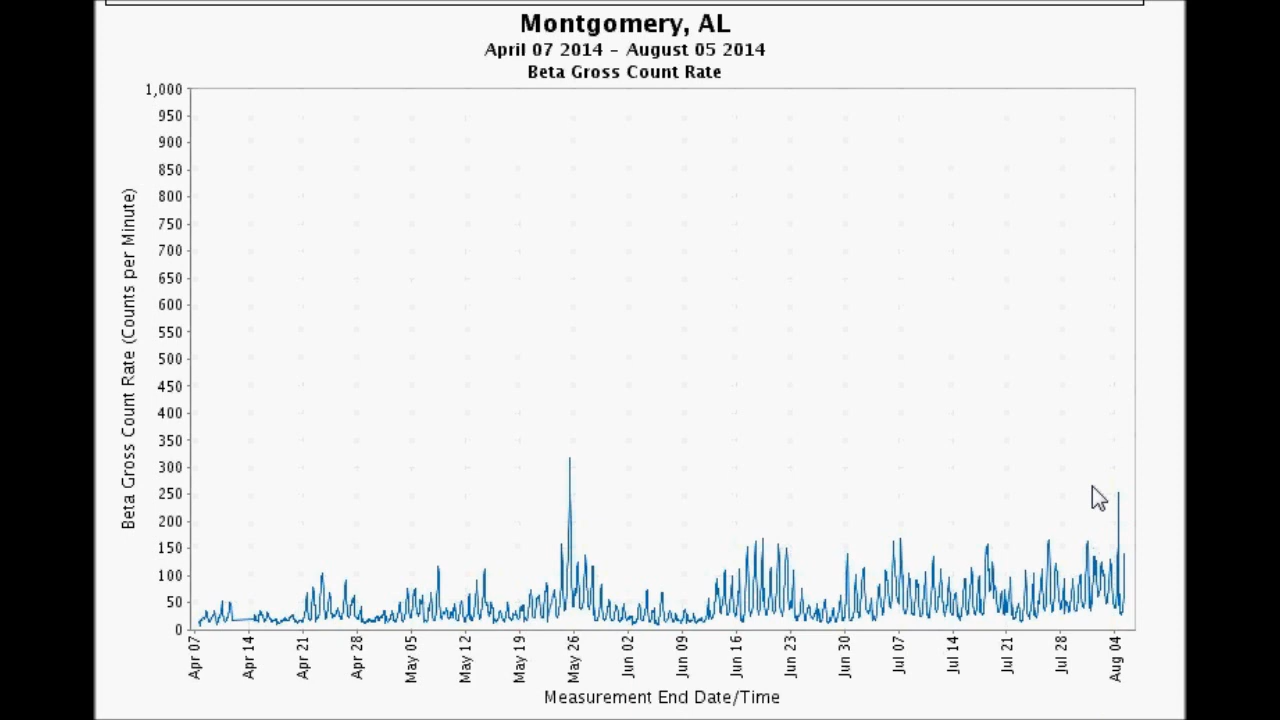 Montgomery, AL
April 07 2014 - August 05 2014
Beta Gross Count Rate
1,000
950
900
850
800
750
700
650
600
550
500
450
400
350
300
250
200
150
100
50
0
Beta Gross Count Rate (Counts per Minute)
Apr 07
Apr 14
Apr 21
Apr 28
May 05
May 12
May 19
May 26
Jun 02
Jun 09
Jun 16
Jun 23
Jun 30
Jul 07
Jul 14
Jul 21
Jul 28
Aug 04
Measurement End Date/Time